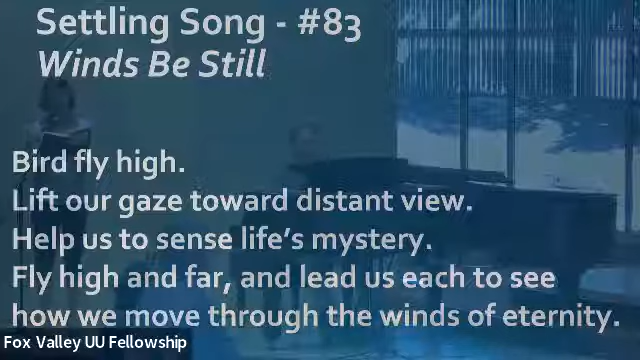 Settling Song - #83
Winds Be Still
Bird fly high.
Lift our gaze toward distant view.
Help us to sense life's mystery.
Fly high and far, and lead us each to see
how we move through the winds of eternity.
Fox Valley UU Fellowship